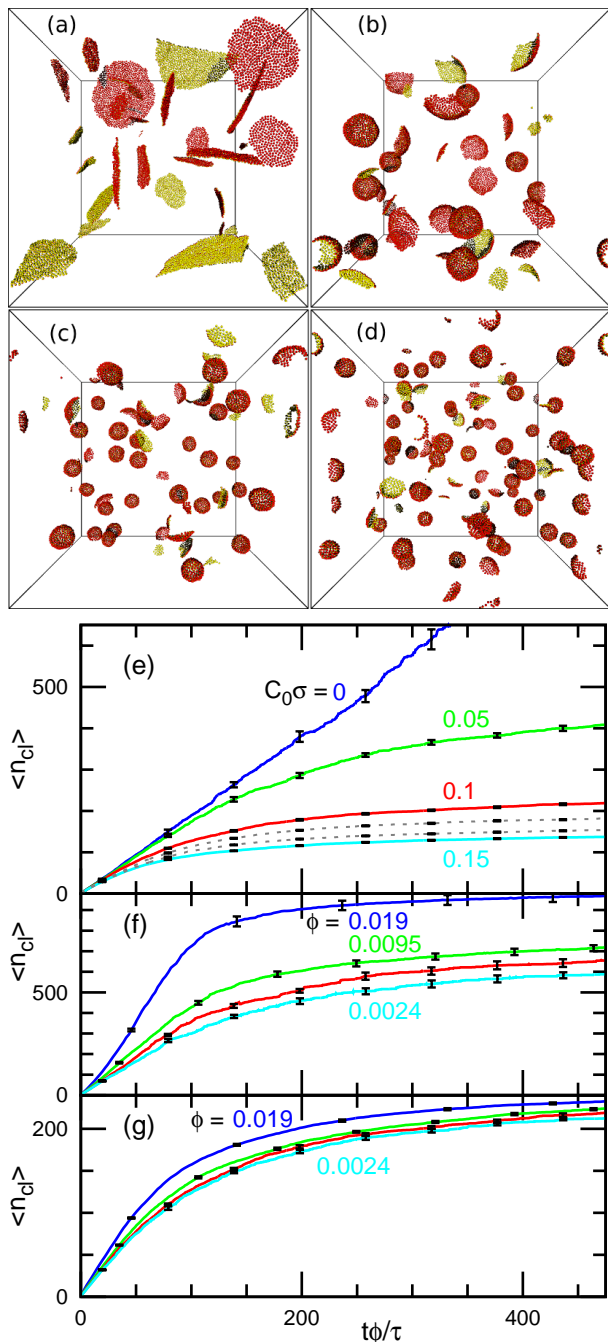 (a)
(b)
(c)
(d)
(e)
C₀σ = 0
0.05
0.1
0.15
500
0
<n_cl>
(f)
ϕ = 0.019
0.0095
0.0024
500
0
<n_cl>
(g)
ϕ = 0.019
0.0024
200
0
<n_cl>
0 200 400
tϕ/τ